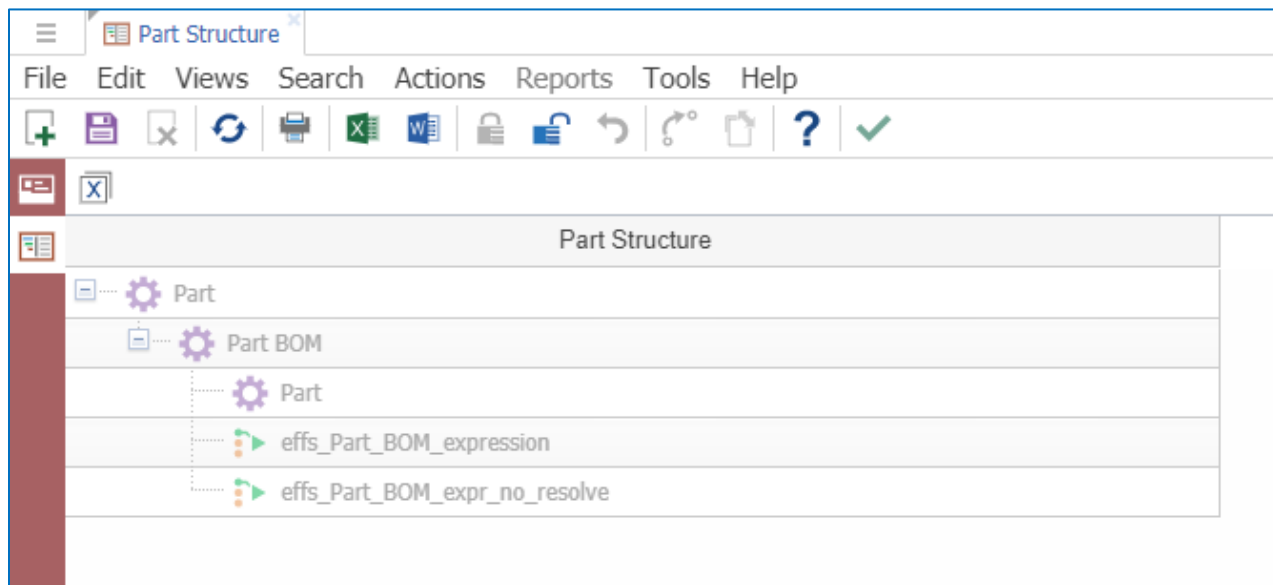 Part Structure
File Edit Views Search Actions Reports Tools Help
Part Structure
Part
Part BOM
Part
effs_Part_BOM_expression
effs_Part_BOM_expr_no_resolve